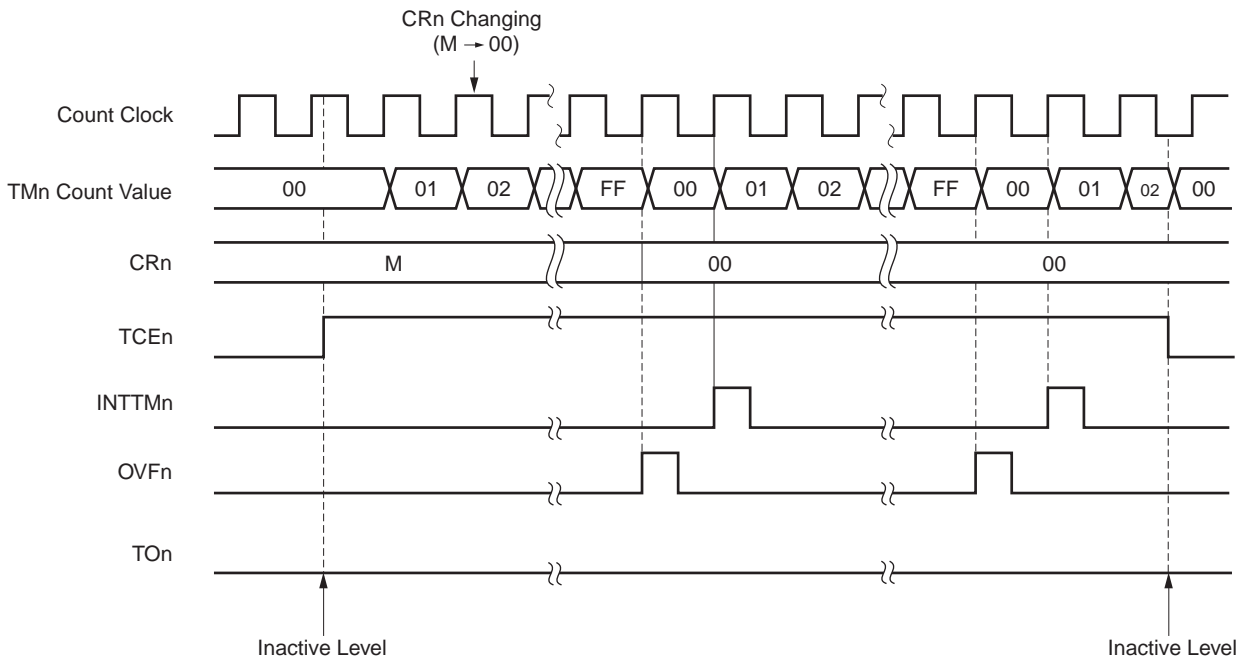 CRn Changing
(M → 00)
Count Clock
TMn Count Value 00 01 02 FF 00 01 02 FF 00 01 02 00
CRn M 00 00
TCEn
INTTMn
OVFn
TOn
Inactive Level Inactive Level